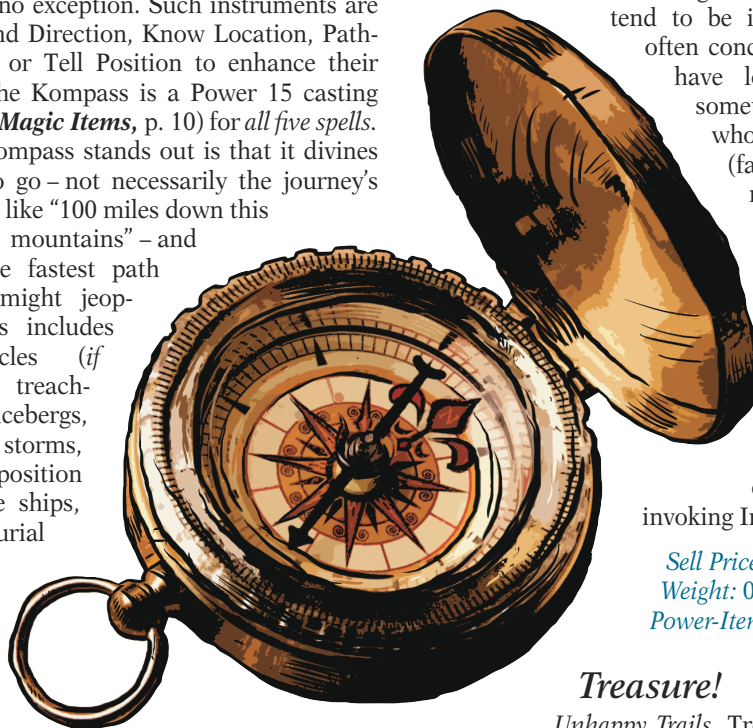 no exception. Such instruments are
nd Direction, Know Location, Path-
or Tell Position to enhance their
he Kompass is a Power 15 casting
Magic Items, p. 10) for all five spells.
ompass stands out is that it divines
o go – not necessarily the journey's
like “100 miles down this
mountains” – and
e fastest path
might jeop-
s includes
cles (if
treach-
icebergs,
storms,
position
e ships,
urial
tend to be i
often conc
have l
some
who
(fa
invoking I
Sell Price
Weight: 0
Power-Item
Treasure!
Unhappy Trails.